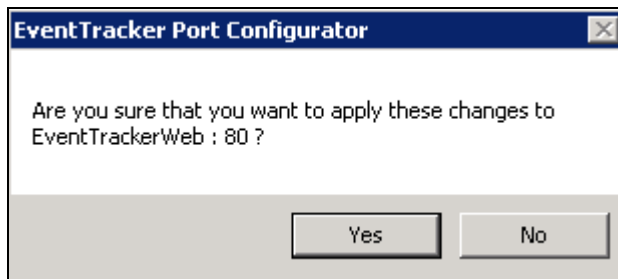 EventTracker Port Configurator
Are you sure that you want to apply these changes to
EventTrackerWeb : 80 ?
Yes
No